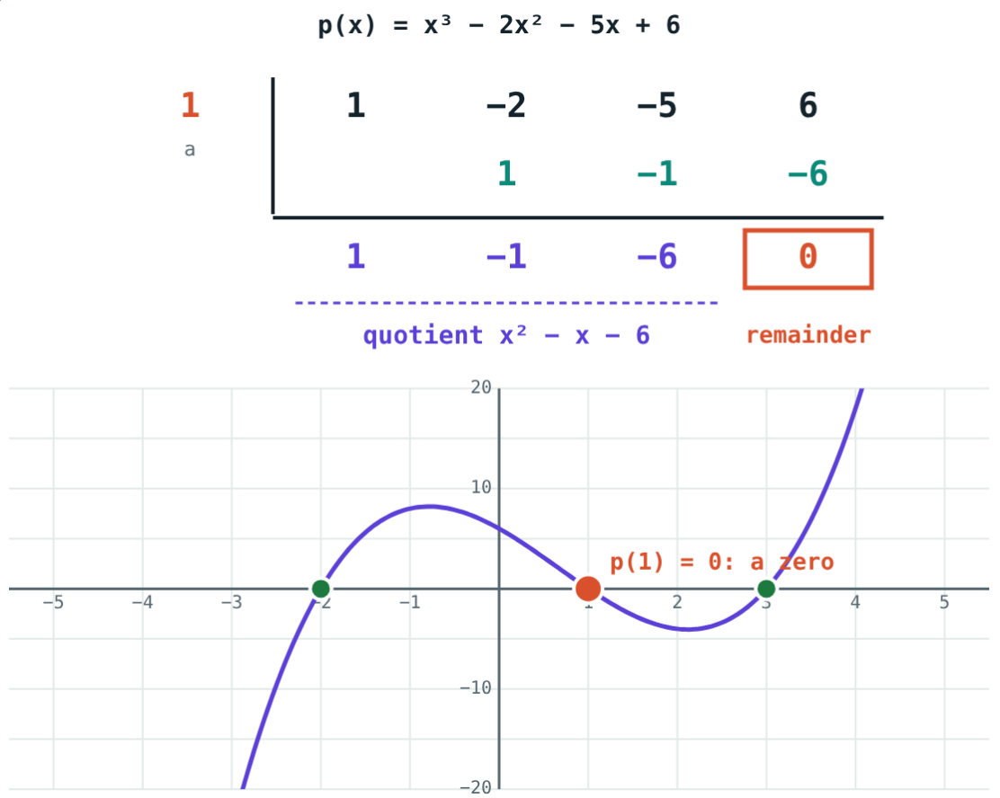 p(x) = x³ − 2x² − 5x + 6
1 1 −2 −5 6
a
1 −1 −6
1 −1 −6 0
quotient x² − x − 6 remainder
20
10
p(1) = 0: a zero
−5 −4 −3 −2 −1 1 2 3 4 5
−10
−20